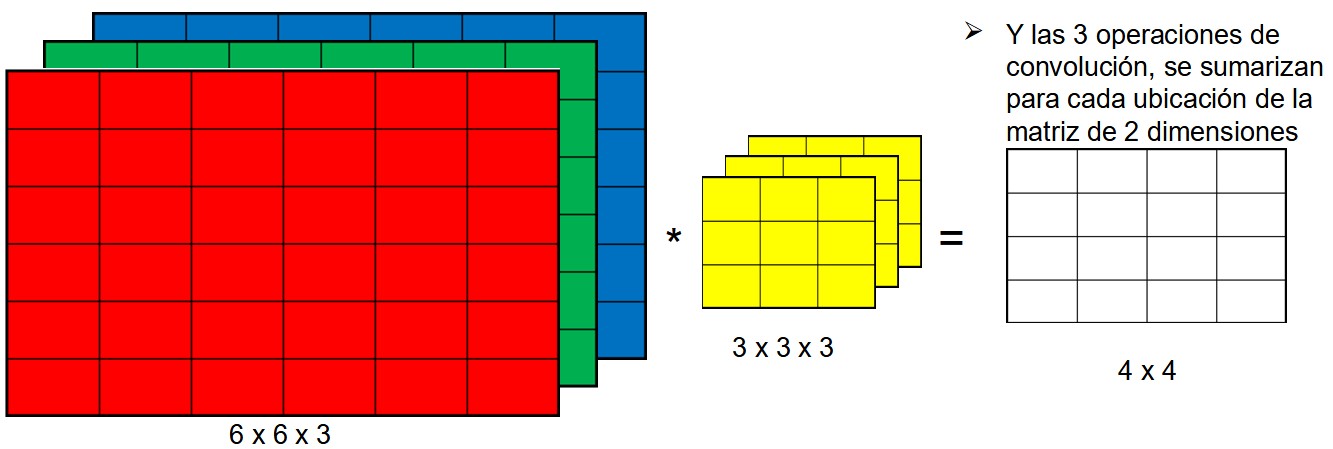 ➢ Y las 3 operaciones de
convolución, se sumarizan
para cada ubicación de la
matriz de 2 dimensiones
*
=
3 x 3 x 3
4 x 4
6 x 6 x 3